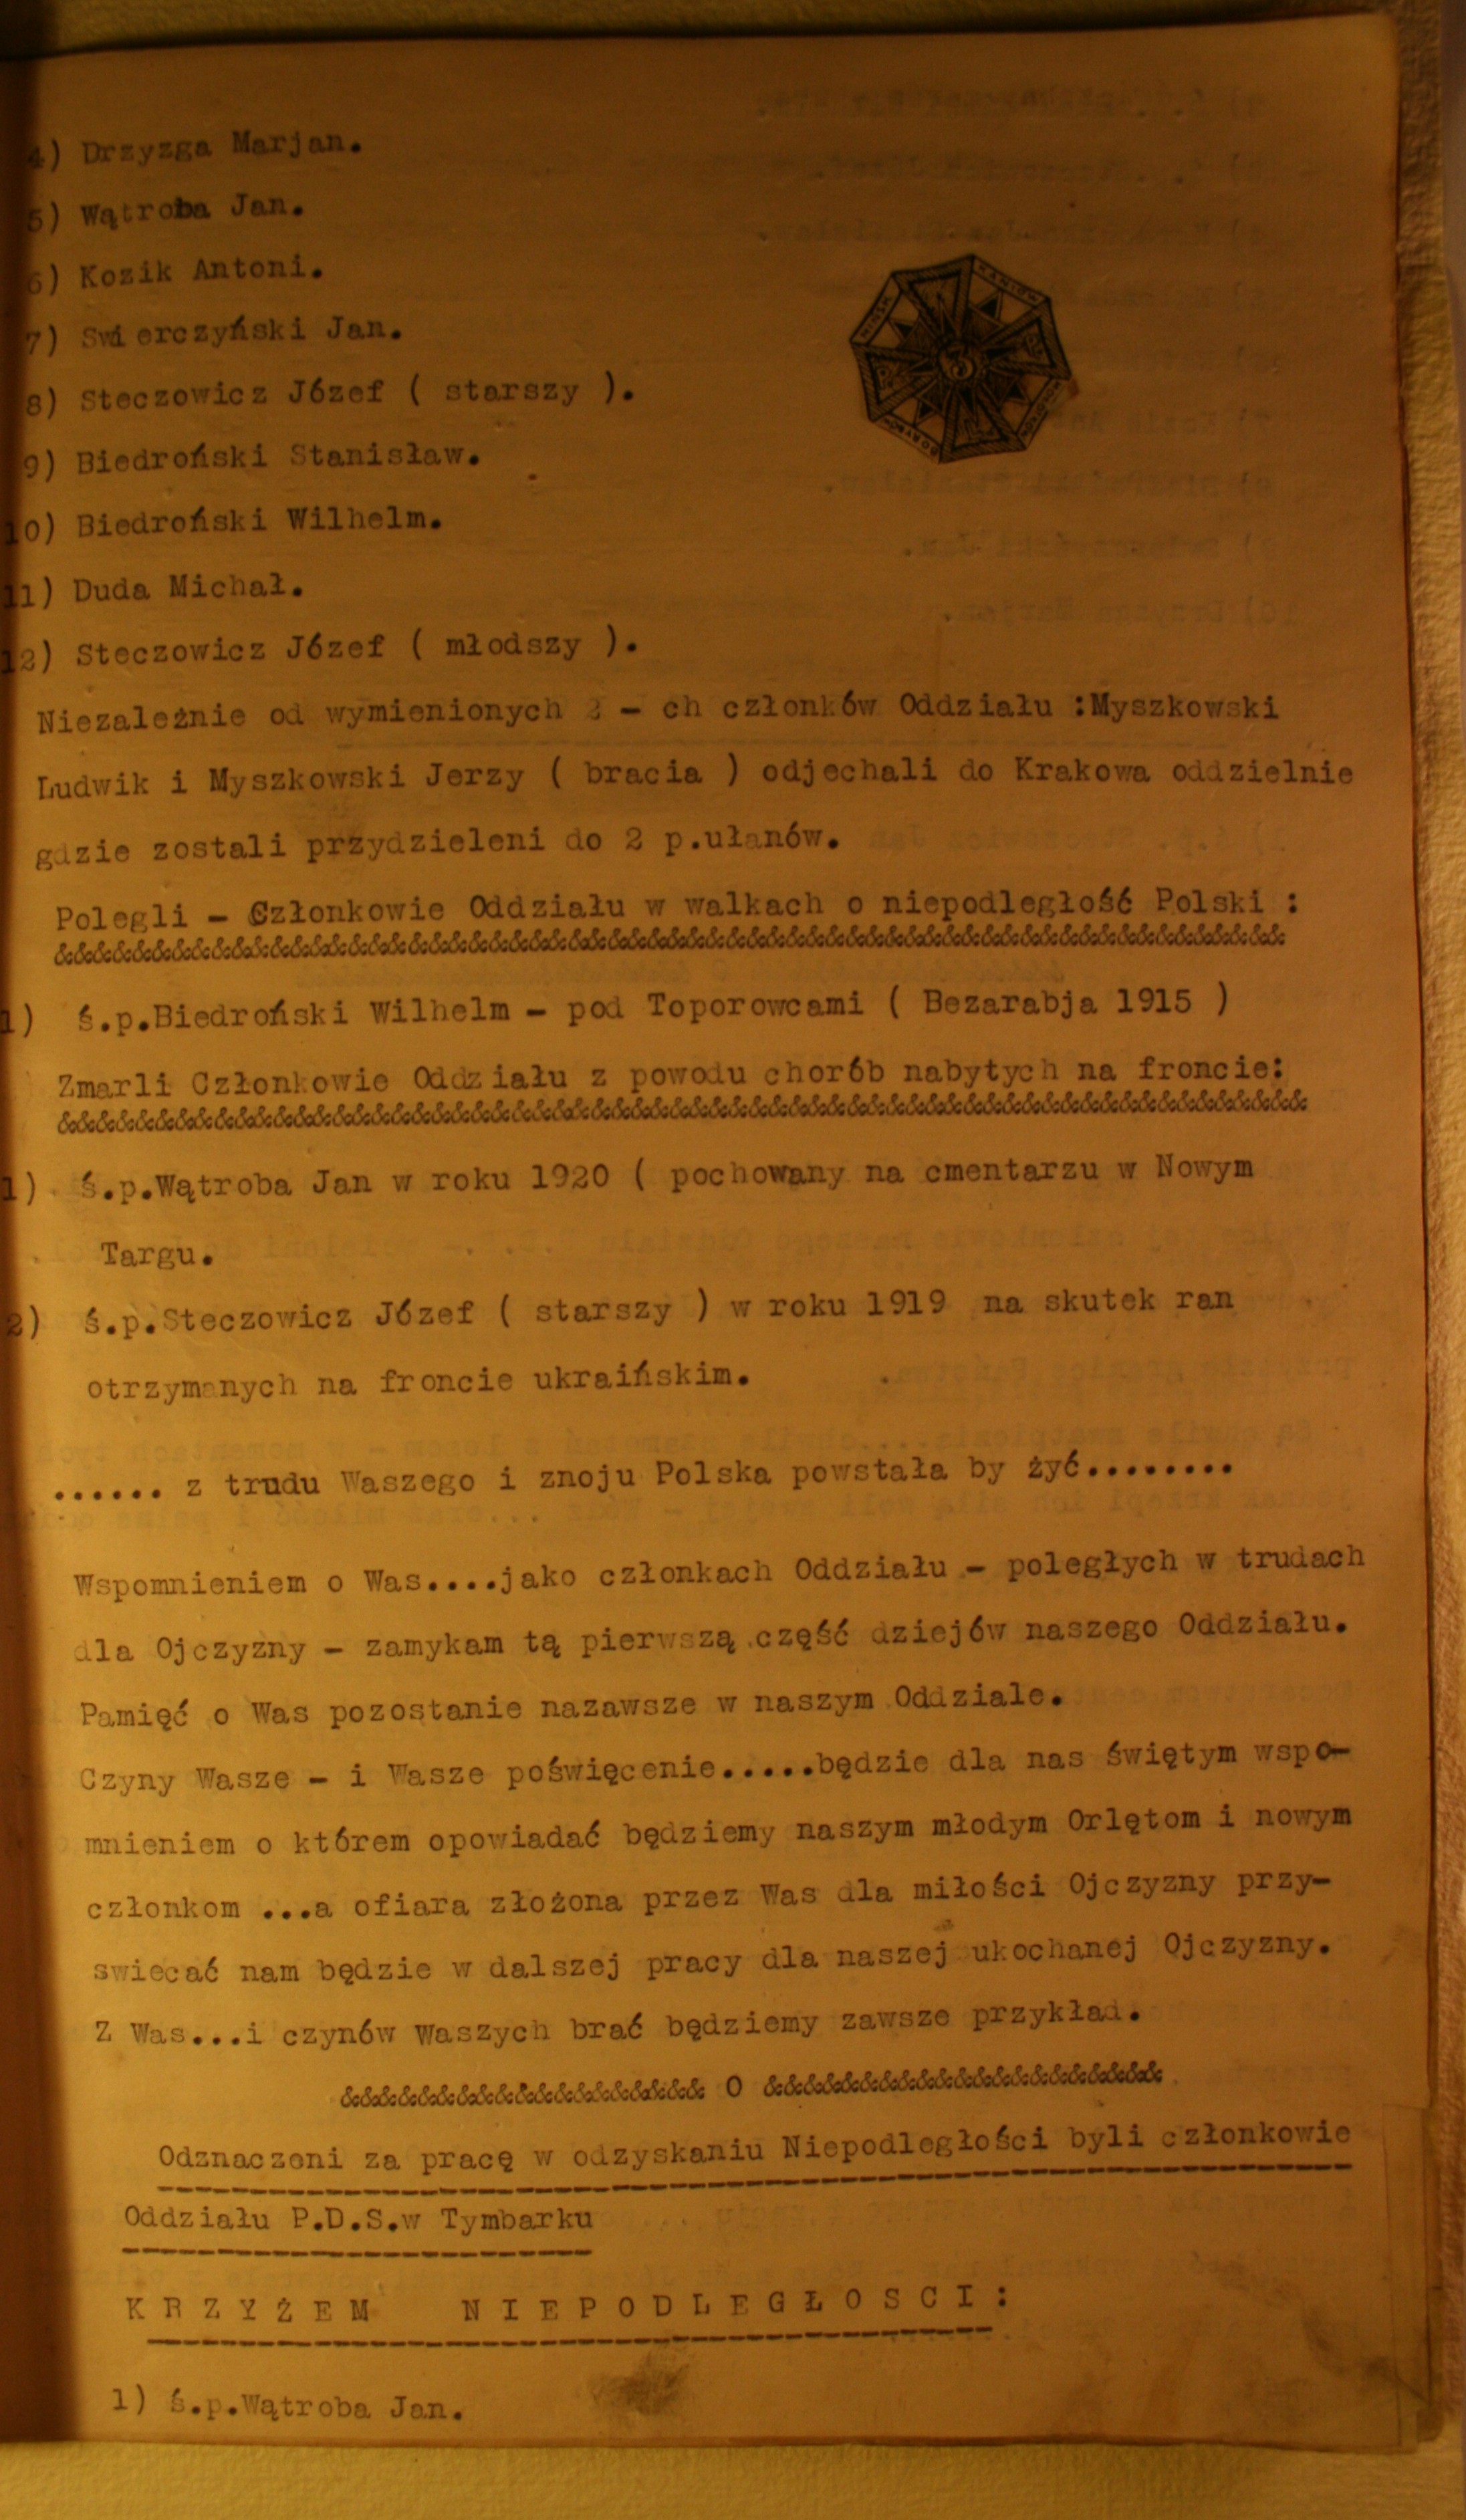 4) Drzyzga Marjan.
5) Wątroba Jan.
6) Kozik Antoni.
7) Swierczyński Jan.
8) Steczowicz Józef ( starszy ).
9) Biedroński Stanisław.
10) Biedroński Wilhelm.
11) Duda Michał.
12) Steczowicz Józef ( młodszy ).
MIŃSK
KANIÓW
3
Niezależnie od wymienionych 2 - ch członków Oddziału :Myszkowski
Ludwik i Myszkowski Jerzy ( bracia ) odjechali do Krakowa oddzielnie
gdzie zostali przydzieleni do 2 p.ułanów.
Polegli - Członkowie Oddziału w walkach o niepodległość Polski :
&&&&&&&&&&&&&&&&&&&&&&&&&&&&&&&&&&&&&&&&&&&&&&&&&&&&&&&&&&&&&&
1) ś.p.Biedroński Wilhelm - pod Toporowcami ( Bezarabja 1915 )
Zmarli Członkowie Oddziału z powodu chorób nabytych na froncie:
&&&&&&&&&&&&&&&&&&&&&&&&&&&&&&&&&&&&&&&&&&&&&&&&&&&&&&&&&&&&&&&
1) ś.p.Wątroba Jan w roku 1920 ( pochowany na cmentarzu w Nowym
Targu.
2) ś.p.Steczowicz Józef ( starszy ) w roku 1919 na skutek ran
otrzymanych na froncie ukraińskim.
...... z trudu Waszego i znoju Polska powstała by żyć........
Wspomnieniem o Was....jako członkach Oddziału - poległych w trudach
dla Ojczyzny - zamykam tą pierwszą część dziejów naszego Oddziału.
Pamięć o Was pozostanie nazawsze w naszym Oddziale.
Czyny Wasze - i Wasze poświęcenie.....będzie dla nas świętym wspo-
mnieniem o którem opowiadać będziemy naszym młodym Orlętom i nowym
członkom ...a ofiara złożona przez Was dla miłości Ojczyzny przy-
swiecać nam będzie w dalszej pracy dla naszej ukochanej Ojczyzny.
Z Was...i czynów Waszych brać będziemy zawsze przykład.
&&&&&&&&&&&&&&&&&&& O &&&&&&&&&&&&&&&&&&&&
Odznaczeni za pracę w odzyskaniu Niepodległości byli członkowie
Oddziału P.D.S.w Tymbarku
K R Z Y Ż E M N I E P O D L E G Ł O S C I :
1) ś.p.Wątroba Jan.